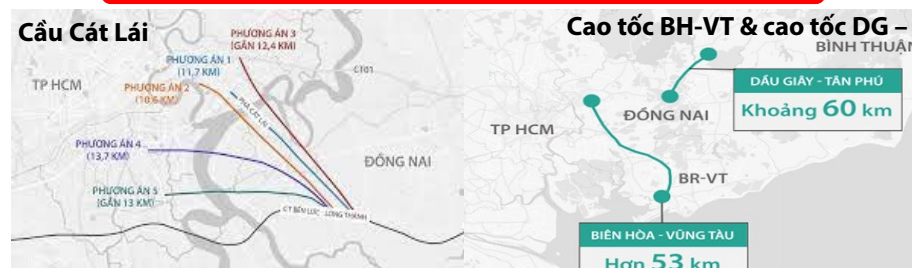 Cầu Cát Lái
PHƯƠNG ÁN 3
(GẦN 12,4 KM)
PHƯƠNG ÁN 1
(11,7 KM)
CT01
TP HCM
PHƯƠNG ÁN 2
(10,6 KM)
PHÀ CÁT LÁI
PHƯƠNG ÁN 4
(13,7 KM)
ĐỒNG NAI
PHƯƠNG ÁN 5
(GẦN 13 KM)
CT BẾN LỨC - LONG THÀNH
Cao tốc BH-VT & cao tốc DG –
BÌNH THUẬN
DẦU GIÂY - TÂN PHÚ
Khoảng 60 km
ĐỒNG NAI
TP HCM
BR-VT
BIÊN HÒA - VŨNG TÀU
Hơn 53 km